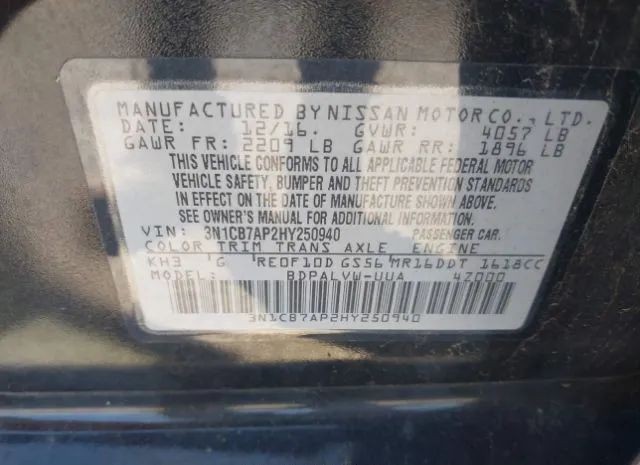 MANUFACTURED BY NISSAN MOTOR CO., LTD.
DATE: 12/16. GVWR: 4057 LB
GAWR FR: 2209 LB GAWR RR: 1896 LB
THIS VEHICLE CONFORMS TO ALL APPLICABLE FEDERAL MOTOR
VEHICLE SAFETY, BUMPER AND THEFT PREVENTION STANDARDS
IN EFFECT ON THE DATE OF MANUFACTURE SHOWN ABOVE.
SEE OWNER'S MANUAL FOR ADDITIONAL INFORMATION.
VIN: 3N1CB7AP2HY250940 PASSENGER CAR.
COLOR TRIM TRANS AXLE ENGINE
KH3 'G 'RE0F10D GS56 MR16DDT 1618CC
MODEL: BDPALVW-UUA 47000
3N1CB7AP2HY250940